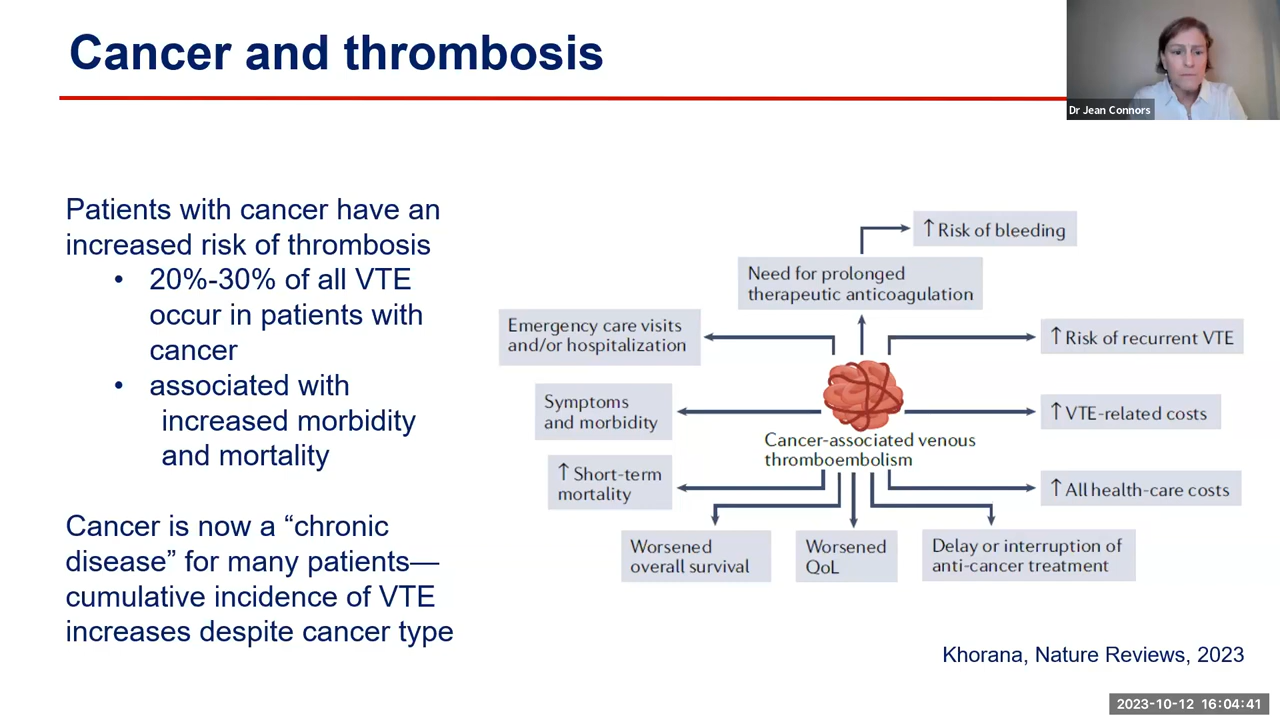 Cancer and thrombosis
Dr Jean Connors
Patients with cancer have an
increased risk of thrombosis
• 20%-30% of all VTE
occur in patients with
cancer
• associated with
increased morbidity
and mortality
Cancer is now a “chronic
disease” for many patients—
cumulative incidence of VTE
increases despite cancer type
↑ Risk of bleeding
Need for prolonged
therapeutic anticoagulation
Emergency care visits
and/or hospitalization
↑ Risk of recurrent VTE
Symptoms
and morbidity
↑ VTE-related costs
Cancer-associated venous
thromboembolism
↑ Short-term
mortality
↑ All health-care costs
Worsened
overall survival
Worsened
QoL
Delay or interruption of
anti-cancer treatment
Khorana, Nature Reviews, 2023
2023-10-12 16:04:41